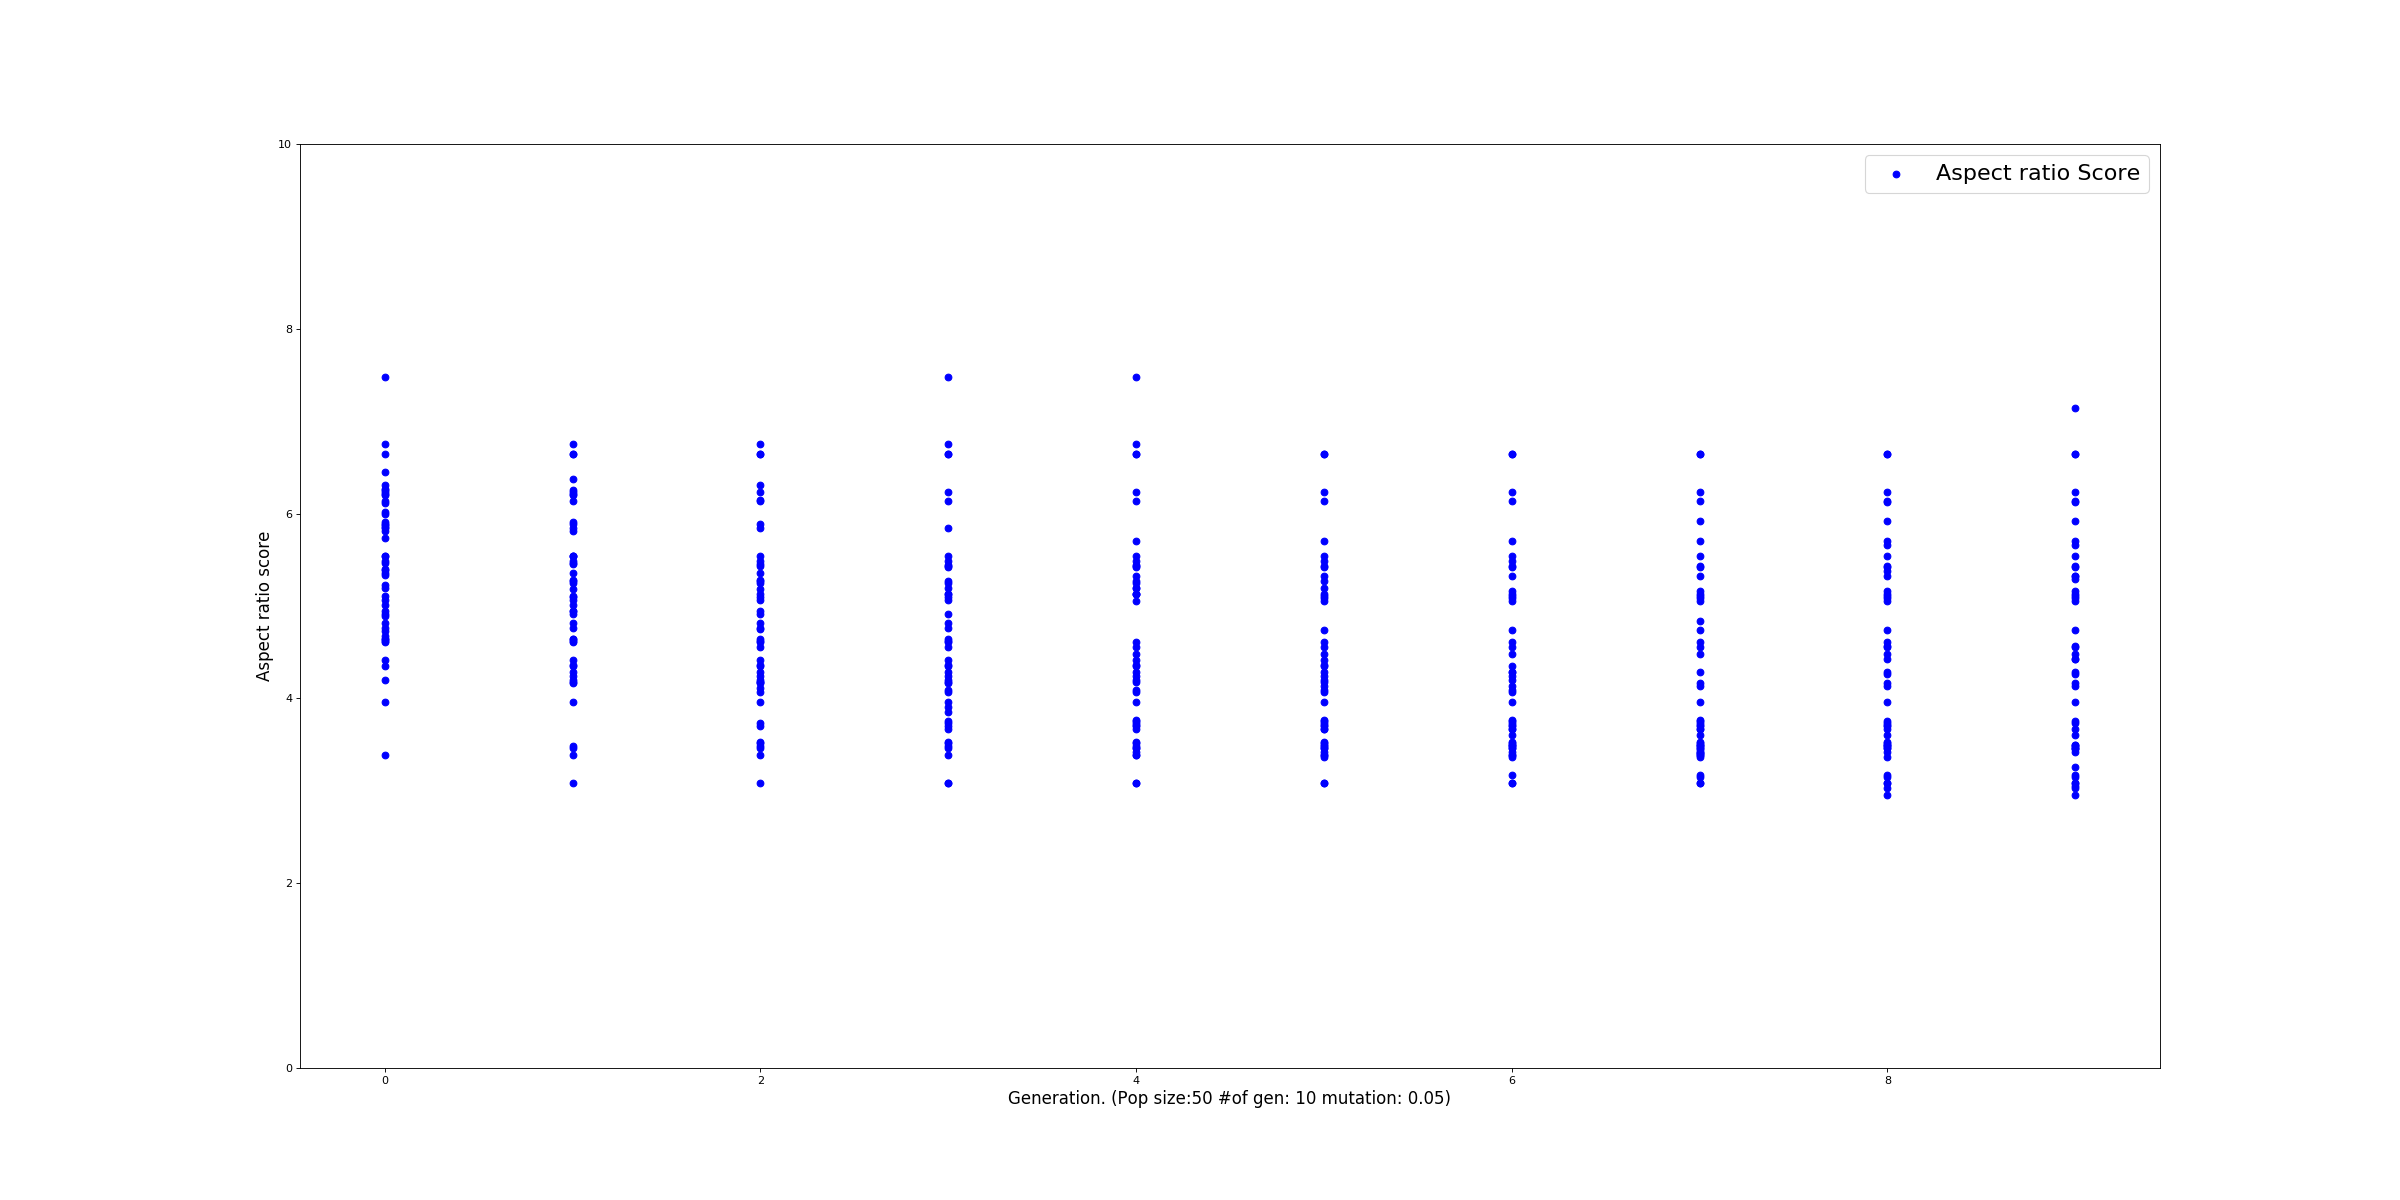 10
Aspect ratio Score
8
6
Aspect ratio score
4
2
0
0 2 4 6 8
Generation. (Pop size:50 #of gen: 10 mutation: 0.05)